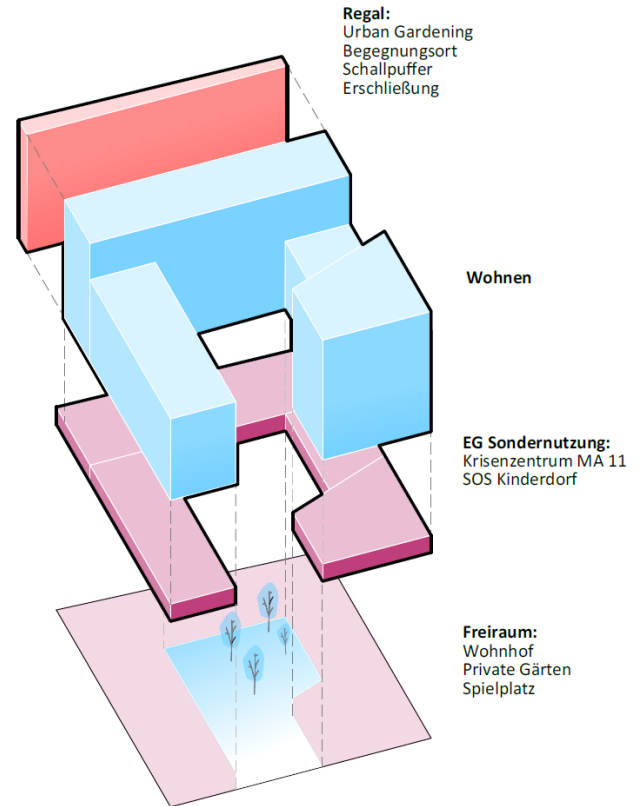 Regal:
Urban Gardening
Begegnungsort
Schallpuffer
Erschließung
Wohnen
EG Sondernutzung:
Krisenzentrum MA 11
SOS Kinderdorf
Freiraum:
Wohnhof
Private Gärten
Spielplatz